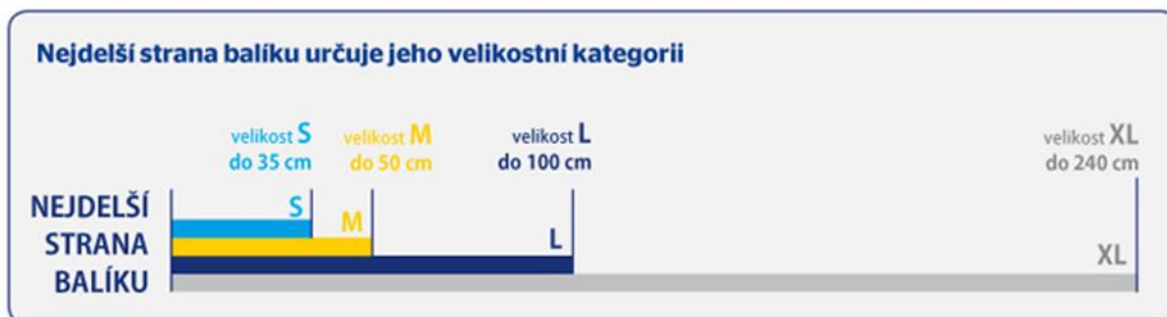 Nejdelší strana balíku určuje jeho velikostní kategorii
velikost S
do 35 cm
velikost M
do 50 cm
velikost L
do 100 cm
velikost XL
do 240 cm
NEJDELŠÍ
STRANA
BALÍKU
S
M
L
XL